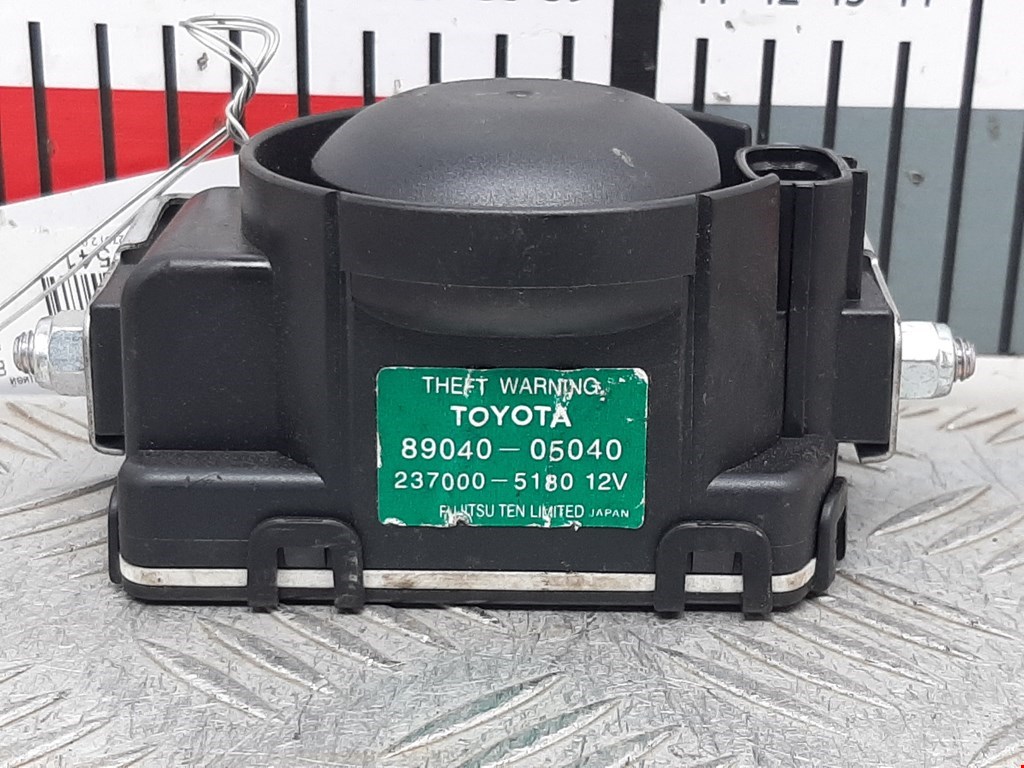 THEFT WARNING
TOYOTA
89040-05040
237000-5180 12V
FUJITSU TEN LIMITED JAPAN